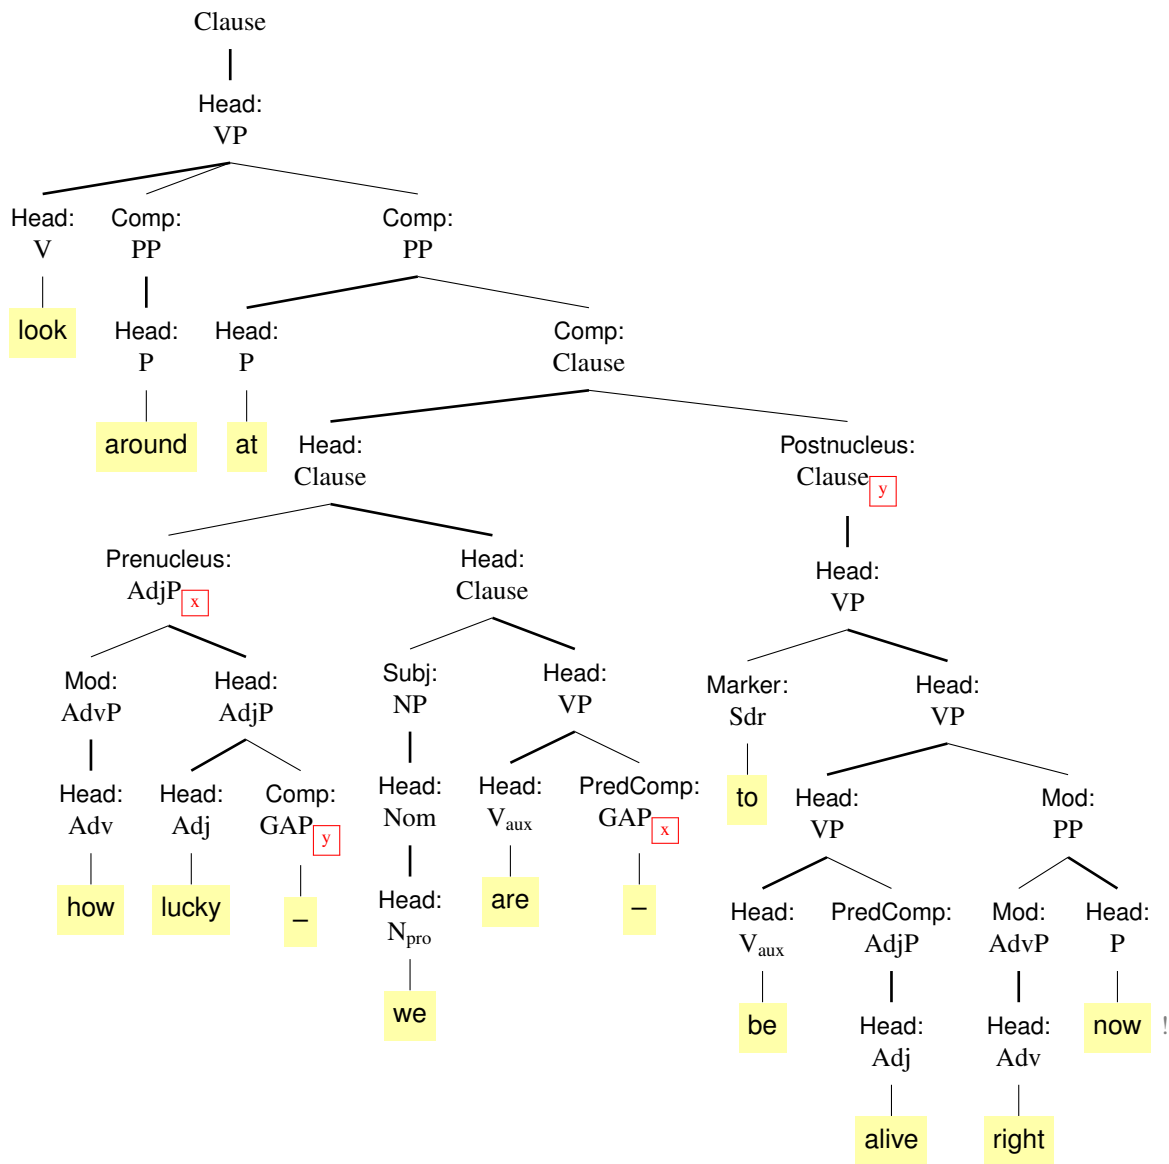 Clause
Head:
VP
Head: Comp: Comp:
V PP PP
look Head: Head: Comp:
P P Clause
around at Head: Postnucleus:
Clause Clause y
Prenucleus: Head: Head:
AdjP x Clause VP
Mod: Head: Subj: Head: Marker: Head:
AdvP AdjP NP VP Sdr VP
Head: Head: Comp: Head: Head: PredComp: to Head: Mod:
Adv Adj GAP y Nom Vaux GAP x VP PP
how lucky – Head: are – Head: PredComp: Mod: Head:
Npro Vaux AdjP AdvP P
we be Head: Head: now !
Adj Adv
alive right